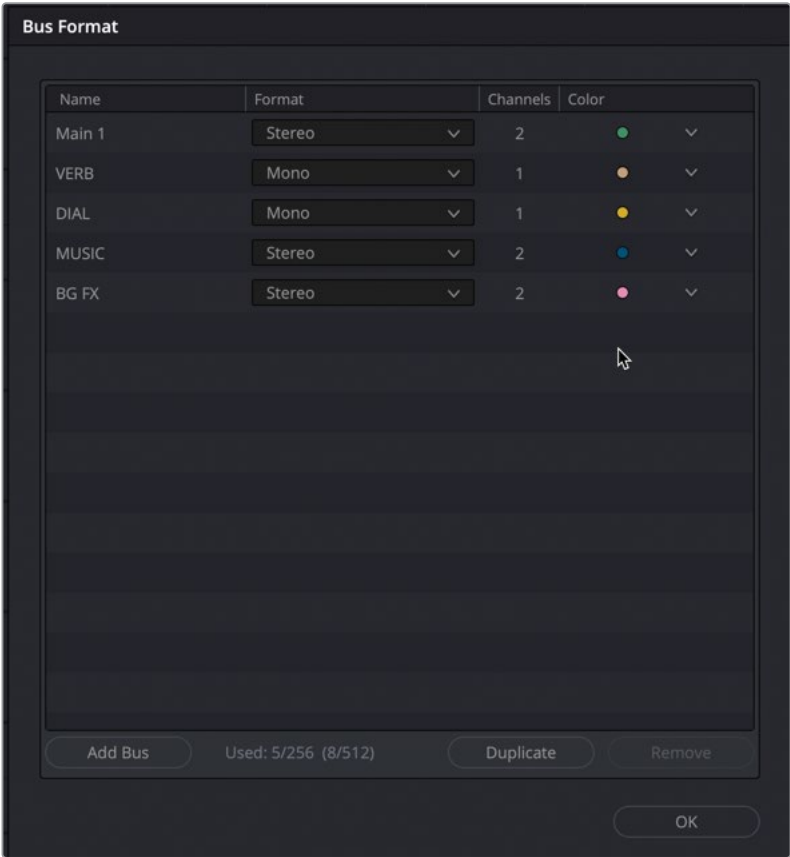 Bus Format
Name Format Channels Color
Main 1 Stereo 2
VERB Mono 1
DIAL Mono 1
MUSIC Stereo 2
BG FX Stereo 2
Add Bus Used: 5/256 (8/512) Duplicate Remove
OK